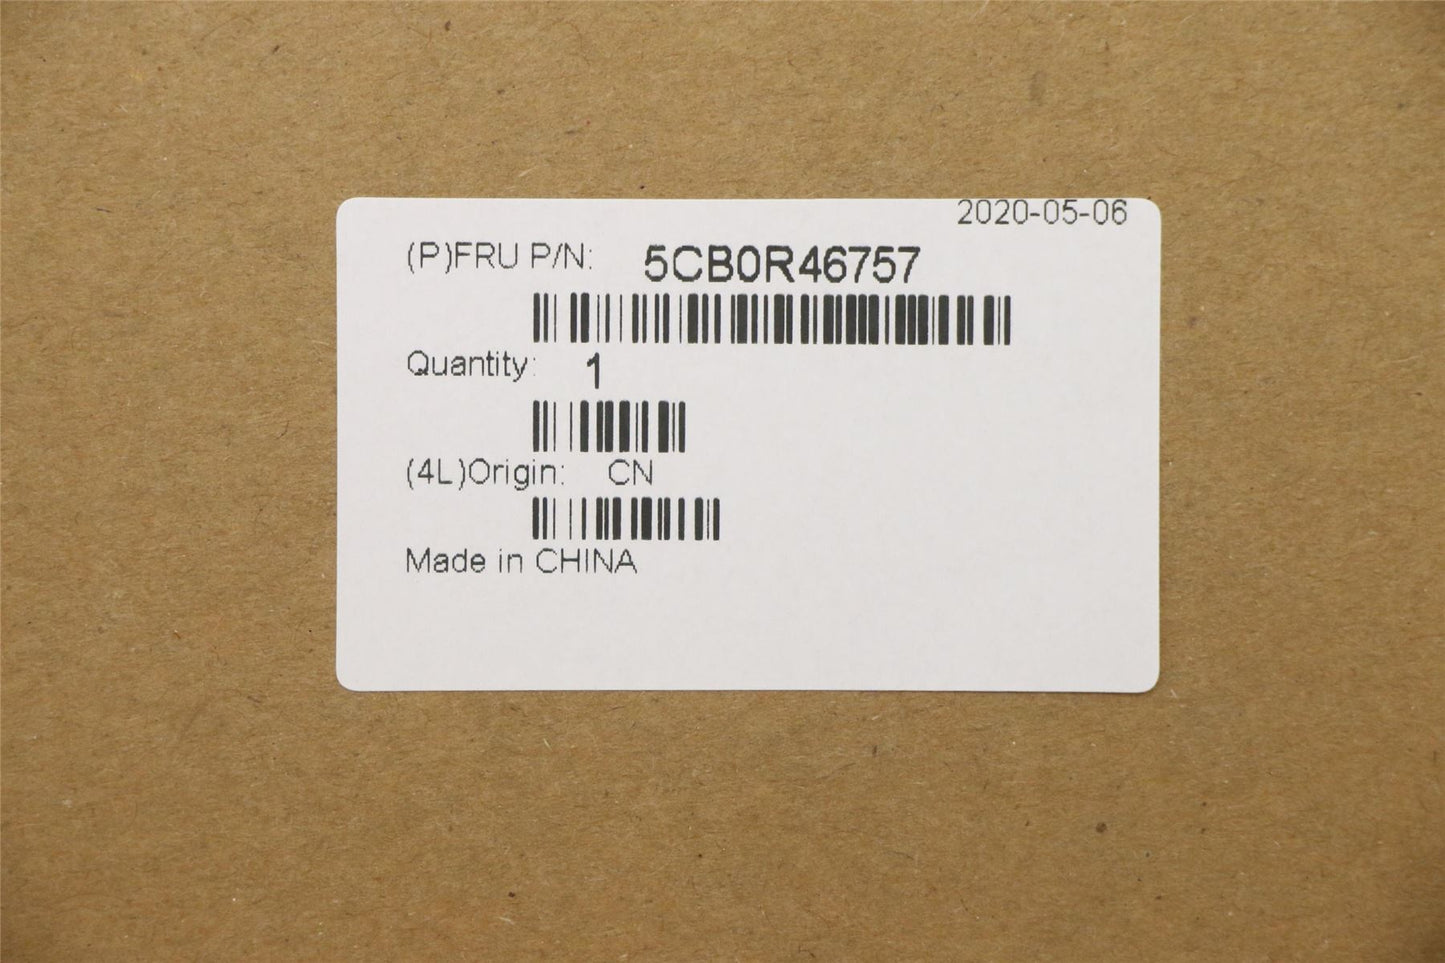 2020-05-06
(P)FRU P/N: 5CB0R46757
Quantity: 1
(4L)Origin: CN
Made in CHINA